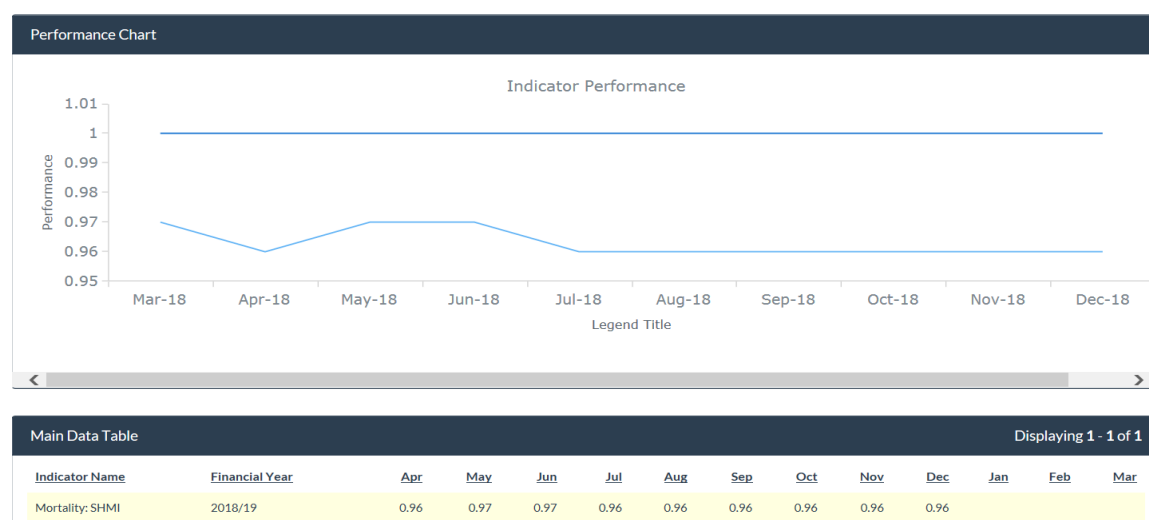 Performance Chart
Indicator Performance
1.01
1
0.99
0.98
0.97
0.96
0.95
Performance
Mar-18 Apr-18 May-18 Jun-18 Jul-18 Aug-18 Sep-18 Oct-18 Nov-18 Dec-18
Legend Title
Main Data Table Displaying 1 - 1 of 1
Indicator Name Financial Year Apr May Jun Jul Aug Sep Oct Nov Dec Jan Feb Mar
Mortality: SHMI 2018/19 0.96 0.97 0.97 0.96 0.96 0.96 0.96 0.96 0.96